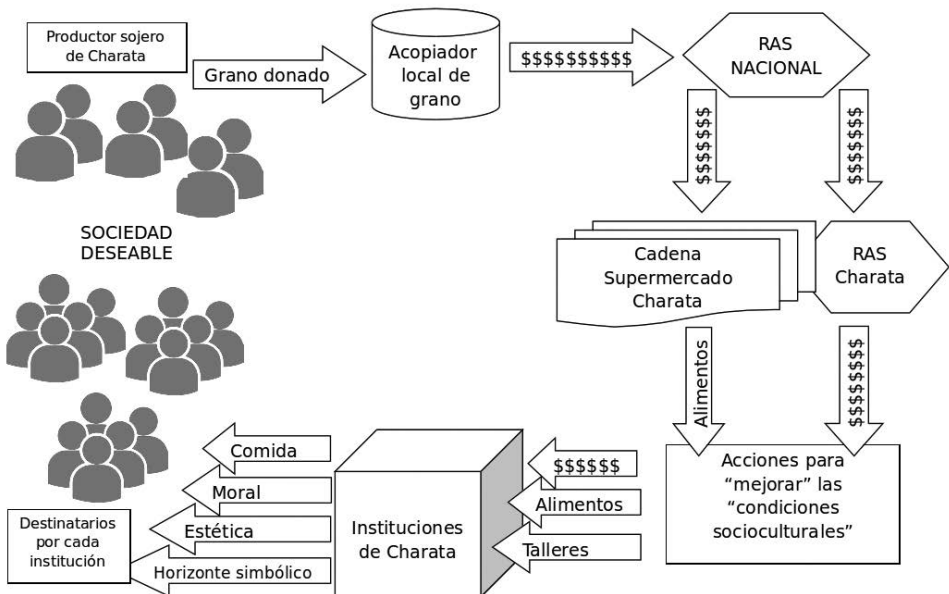 Productor sojero
de Charata
Grano donado
Acopiador
local de
grano
$$$$$$$$$$
RAS
NACIONAL
$$$$$$$$
$$$$$$$$
SOCIEDAD
DESEABLE
Cadena
Supermercado
Charata
RAS
Charata
Alimentos
$$$$$$$$$
Acciones para
“mejorar” las
“condiciones
socioculturales”
$$$$$$
Alimentos
Talleres
Instituciones
de Charata
Comida
Moral
Estética
Horizonte simbólico
Destinatarios
por cada
institución